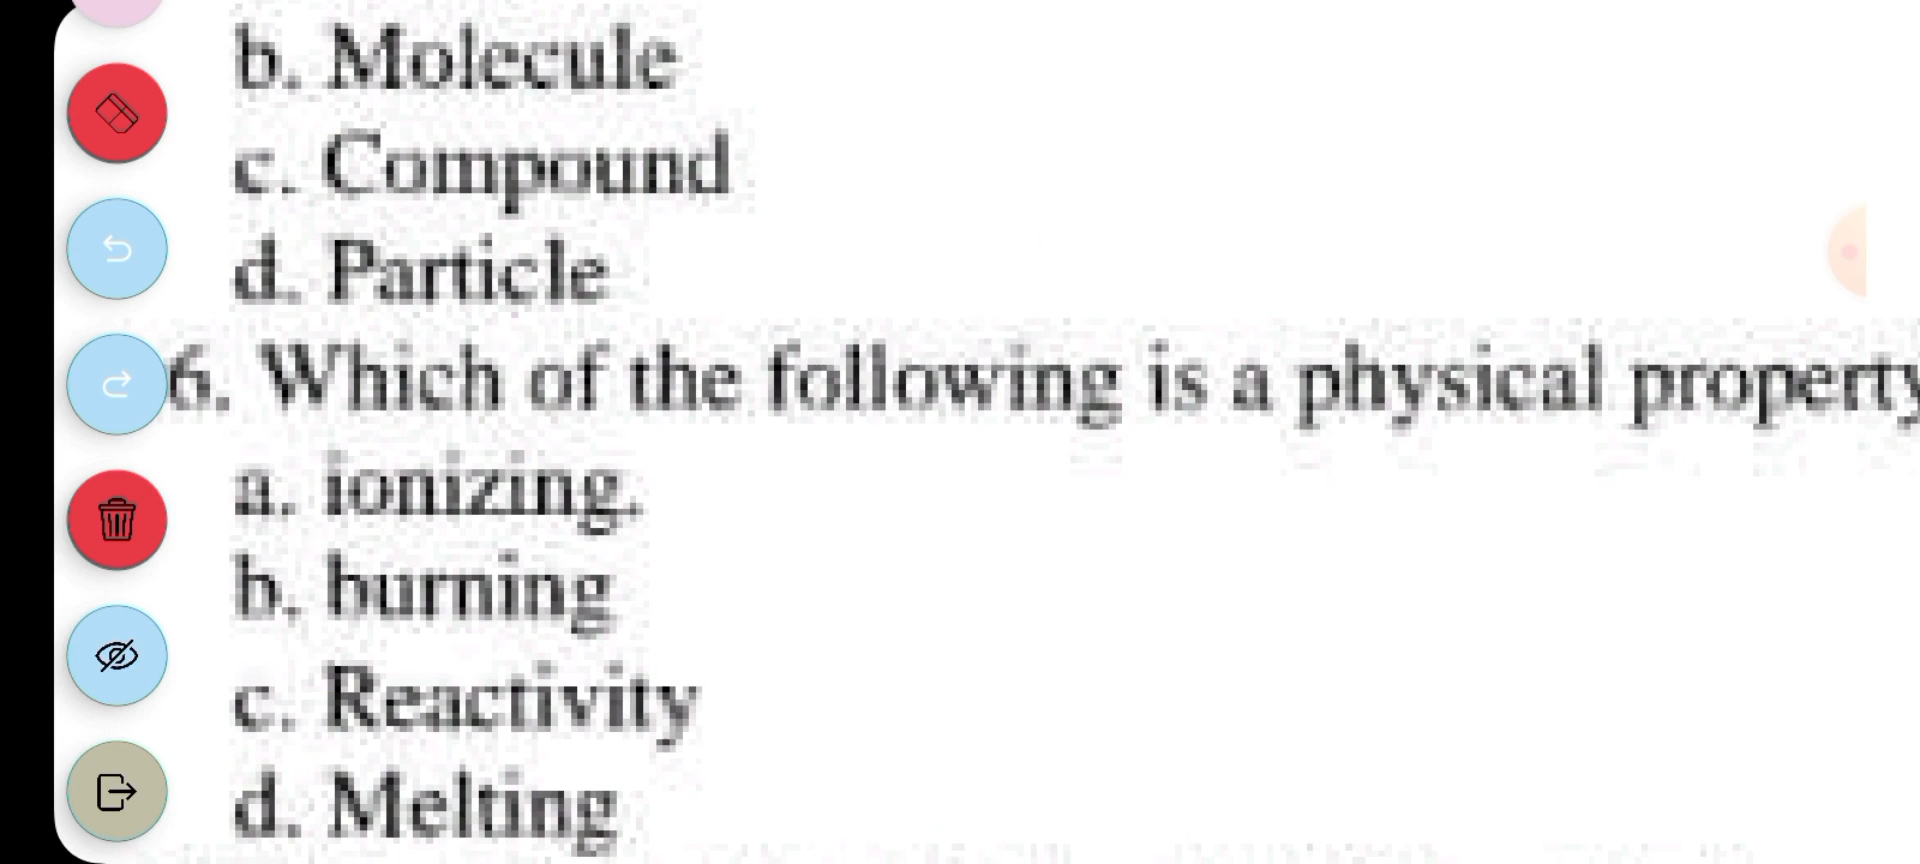 b. Molecule
c. Compound
d. Particle
6. Which of the following is a physical property
a. ionizing.
b. burning
c. Reactivity
d. Melting